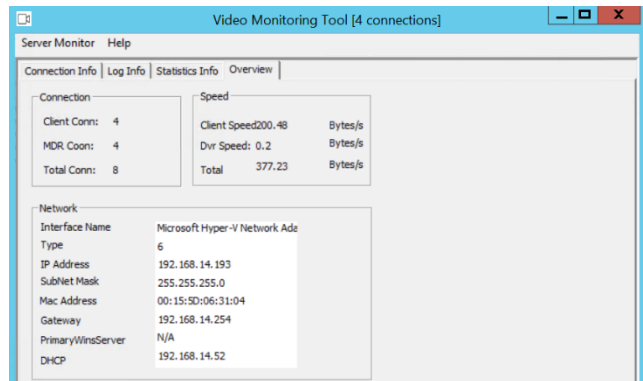 Video Monitoring Tool [4 connections]
Server Monitor Help
Connection Info Log Info Statistics Info Overview
Connection
Client Conn: 4
MDR Coon: 4
Total Conn: 8
Speed
Client Speed200.48 Bytes/s
Dvr Speed: 0.2 Bytes/s
Total 377.23 Bytes/s
Network
Interface Name Microsoft Hyper-V Network Ada
Type 6
IP Address 192.168.14.193
SubNet Mask 255.255.255.0
Mac Address 00:15:5D:06:31:04
Gateway 192.168.14.254
PrimaryWinsServer N/A
DHCP 192.168.14.52